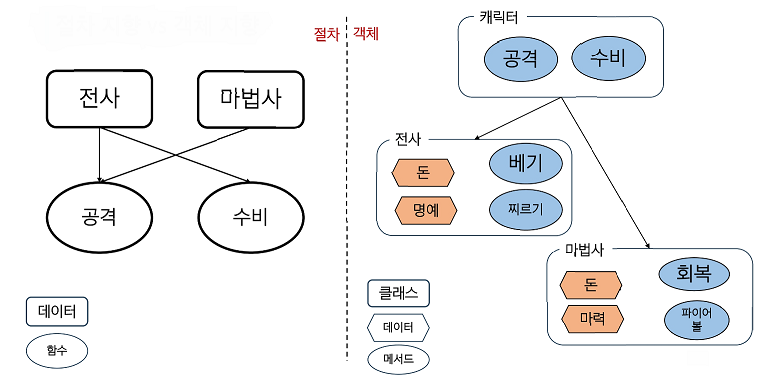 절차
객체
전사
마법사
공격
수비
데이터
함수
캐릭터
공격
수비
전사
돈
명예
베기
찌르기
마법사
돈
마력
회복
파이어
볼
클래스
데이터
메서드